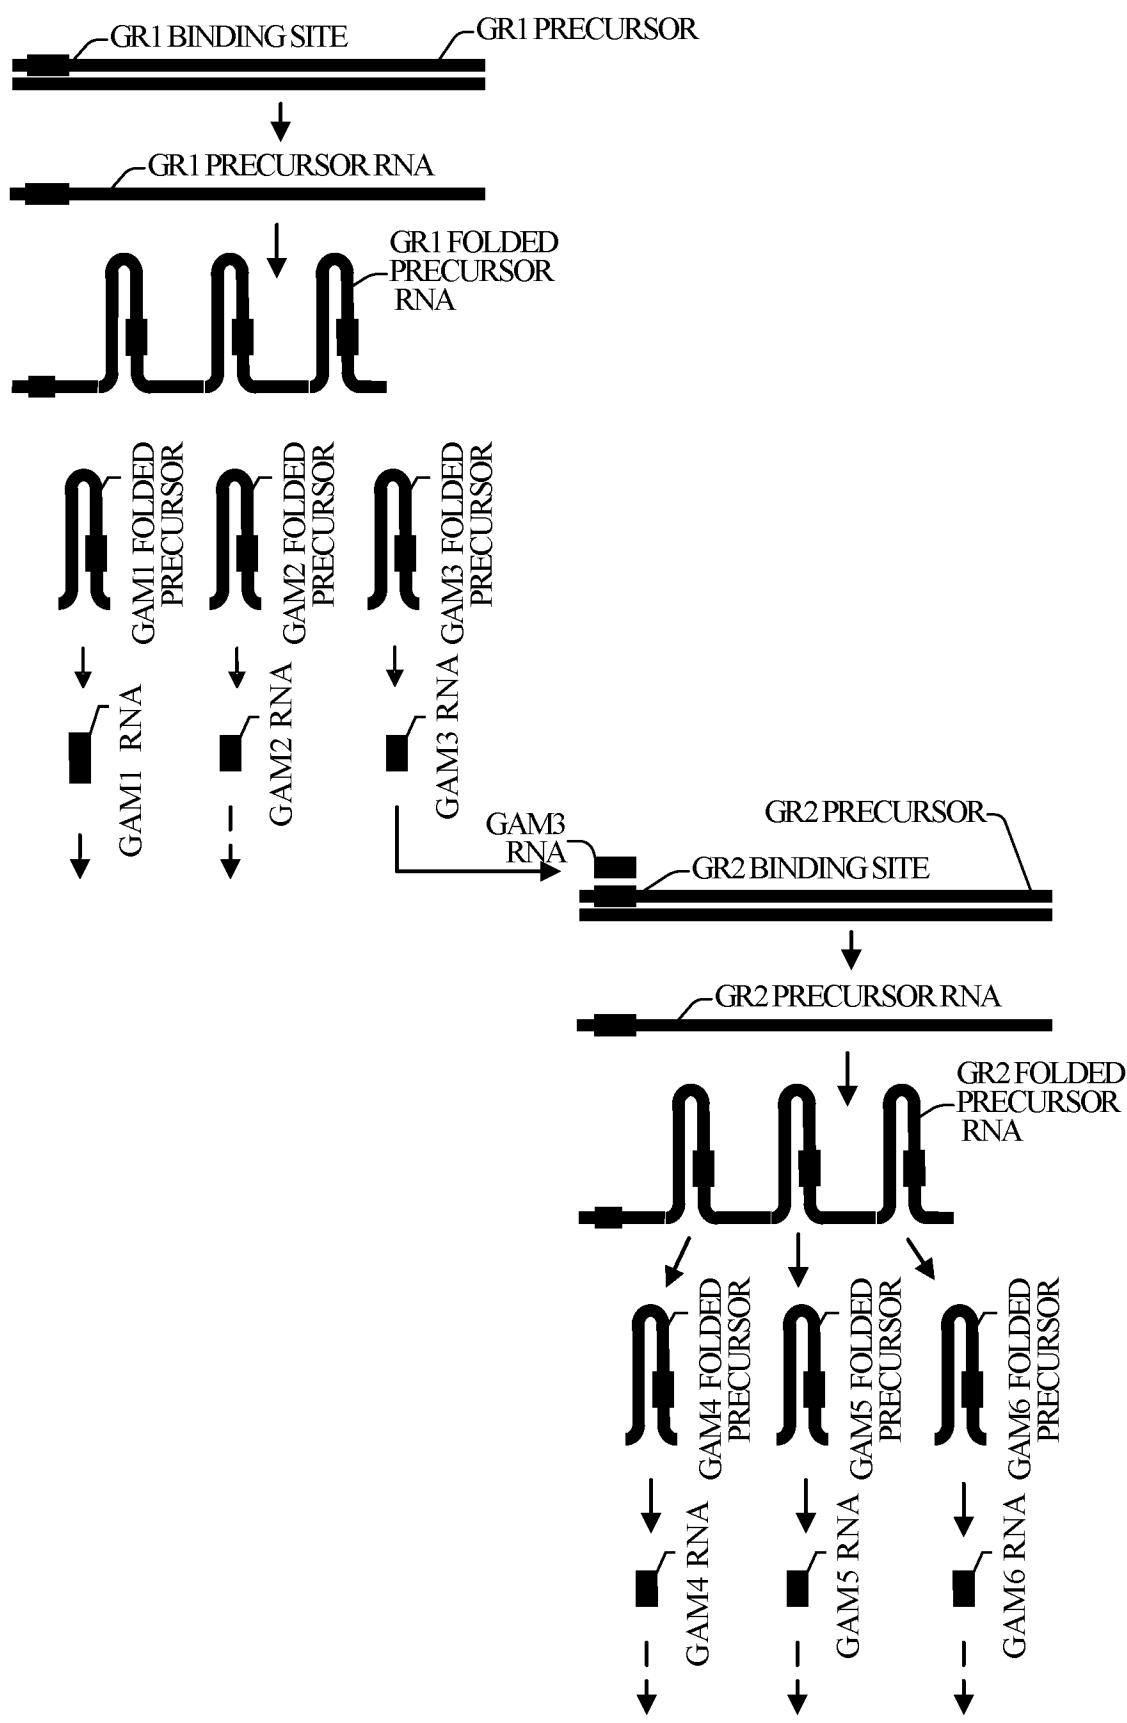 GR1 BINDING SITE
GR1 PRECURSOR
GR1 PRECURSOR RNA
GR1 FOLDED
PRECURSOR
RNA
GAM1 FOLDED
PRECURSOR
GAM2 FOLDED
PRECURSOR
GAM3 FOLDED
PRECURSOR
GAM1 RNA
GAM2 RNA
GAM3 RNA
GAM3
RNA
GR2 PRECURSOR
GR2 BINDING SITE
GR2 PRECURSOR RNA
GR2 FOLDED
PRECURSOR
RNA
GAM4 FOLDED
PRECURSOR
GAM5 FOLDED
PRECURSOR
GAM6 FOLDED
PRECURSOR
GAM4 RNA
GAM5 RNA
GAM6 RNA